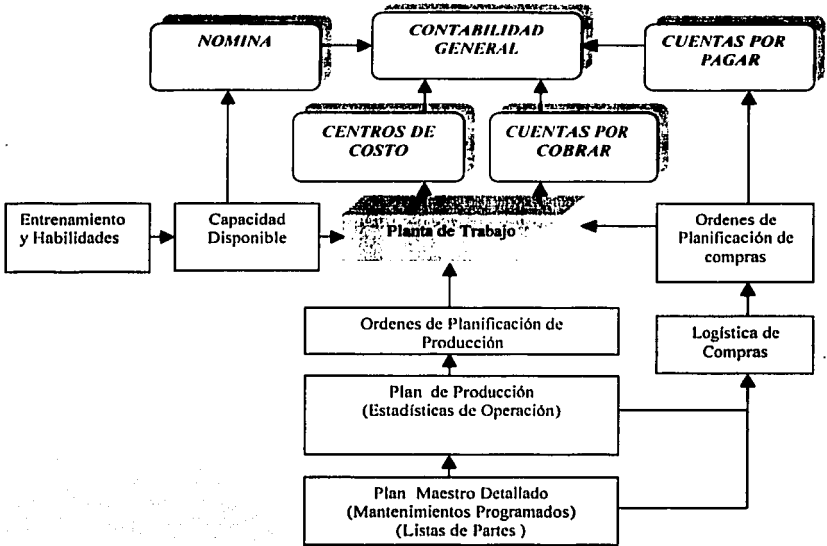 NOMINA
CONTABILIDAD
GENERAL
CUENTAS POR
PAGAR
CENTROS DE
COSTO
CUENTAS POR
COBRAR
Entrenamiento
y Habilidades
Capacidad
Disponible
Planta de Trabajo
Ordenes de
Planificación de
compras
Ordenes de Planificación de
Producción
Logística de
Compras
Plan de Producción
(Estadísticas de Operación)
Plan Maestro Detallado
(Mantenimientos Programados)
(Listas de Partes )